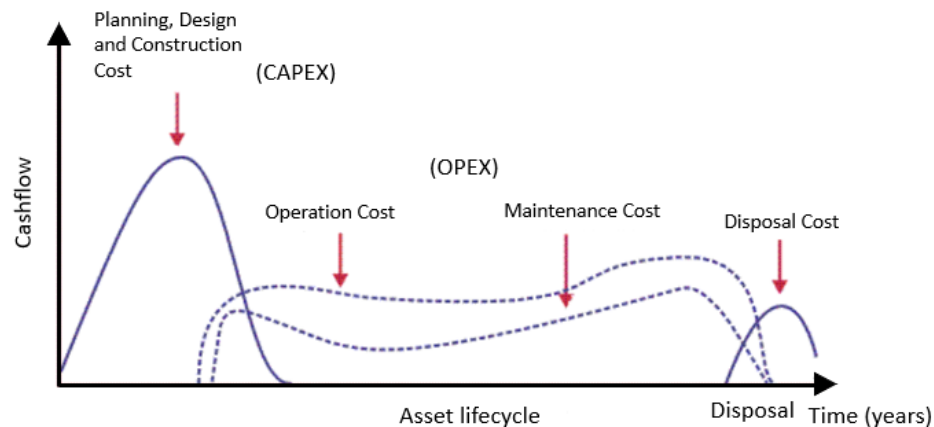 Planning, Design
and Construction
Cost
(CAPEX)
(OPEX)
Operation Cost
Maintenance Cost
Disposal Cost
Cashflow
Asset lifecycle
Disposal
Time (years)